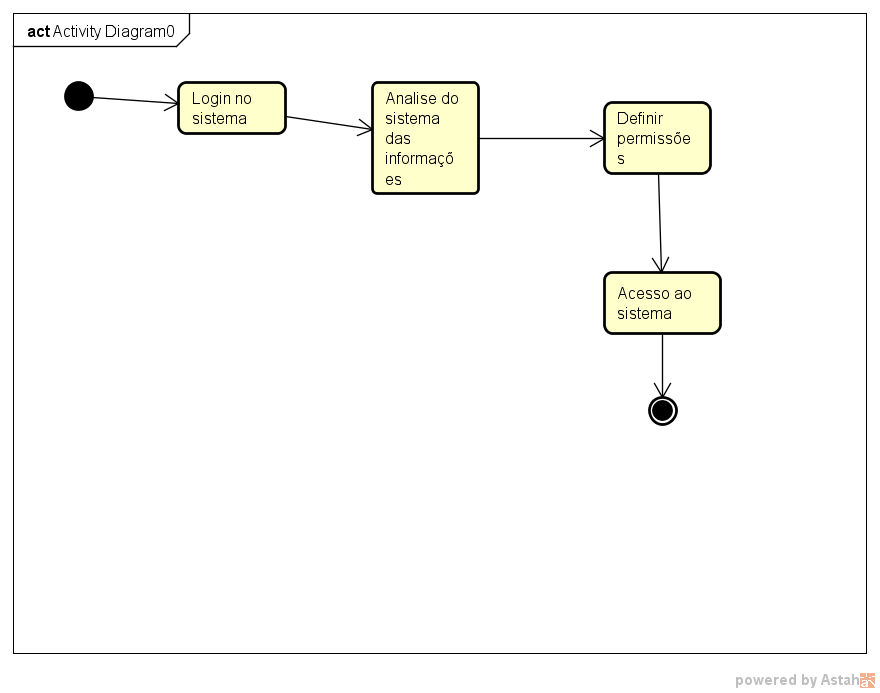 act Activity Diagram0
Login no
sistema
Analise do
sistema
das
informaçõ
es
Definir
permissõe
s
Acesso ao
sistema
powered by Astah